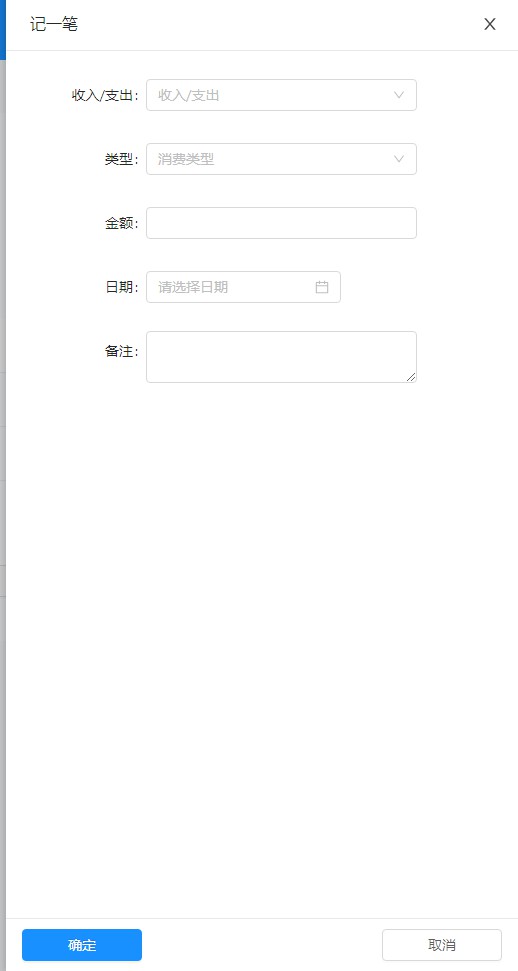 记一笔
收入/支出: 收入/支出
类型: 消费类型
金额:
日期: 请选择日期
备注:
确定 取消